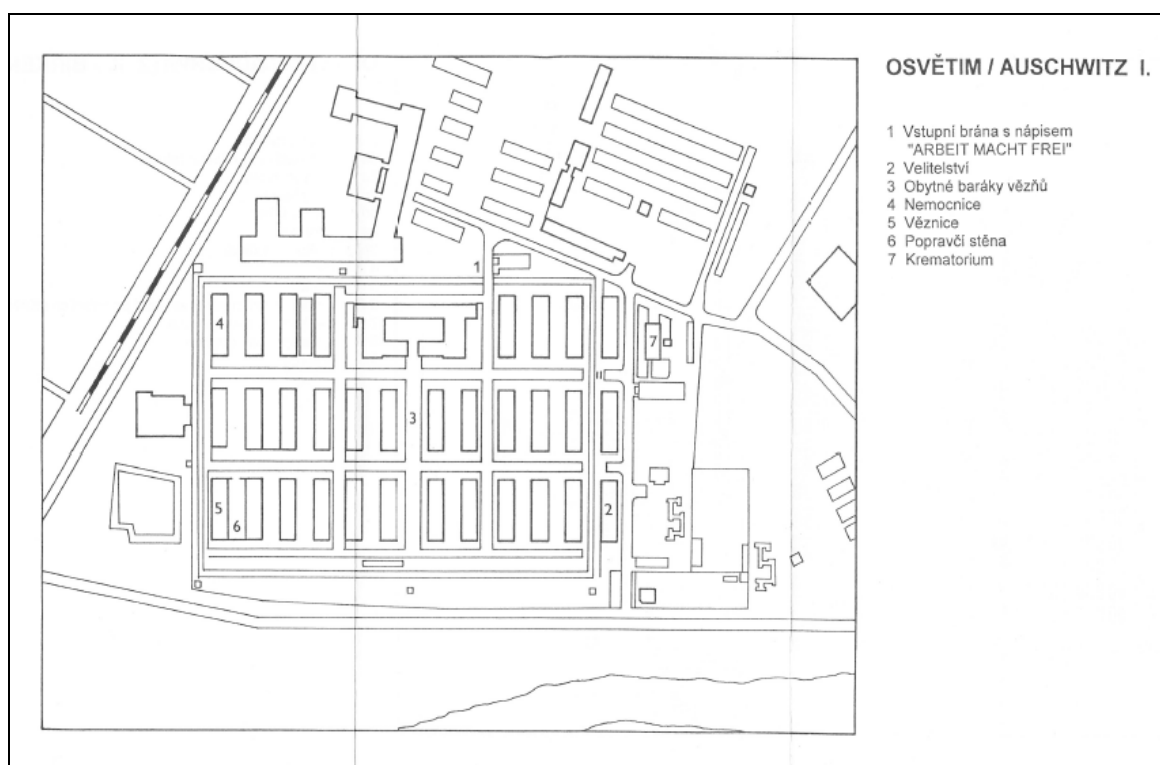 OSVĚTIM / AUSCHWITZ I.
1 Vstupní brána s nápisem
"ARBEIT MACHT FREI"
2 Velitelství
3 Obytné baráky vězňů
4 Nemocnice
5 Věznice
6 Popravčí stěna
7 Krematorium
1
4
7
3
5
6
2